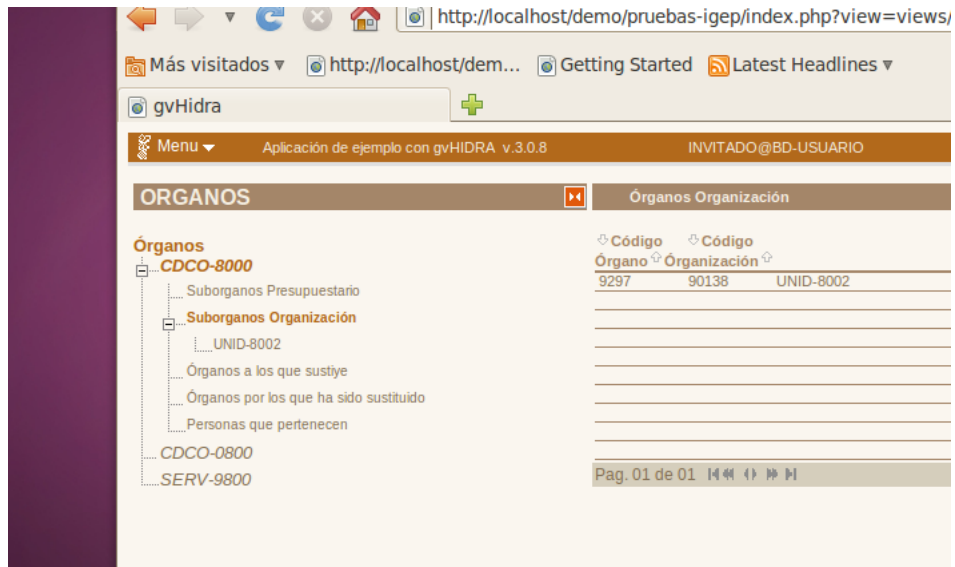 http://localhost/demo/pruebas-igep/index.php?view=views/
Más visitados http://localhost/dem... Getting Started Latest Headlines
gvHidra
Menu Aplicación de ejemplo con gvHIDRA v.3.0.8 INVITADO@BD-USUARIO
ORGANOS
Órganos
CDCO-8000
Suborganos Presupuestario
Suborganos Organización
UNID-8002
Órganos a los que sustiye
Órganos por los que ha sido sustituido
Personas que pertenecen
CDCO-0800
SERV-9800
Órganos Organización
Código Código
Órgano Órganización
9297 90138 UNID-8002
Pag. 01 de 01